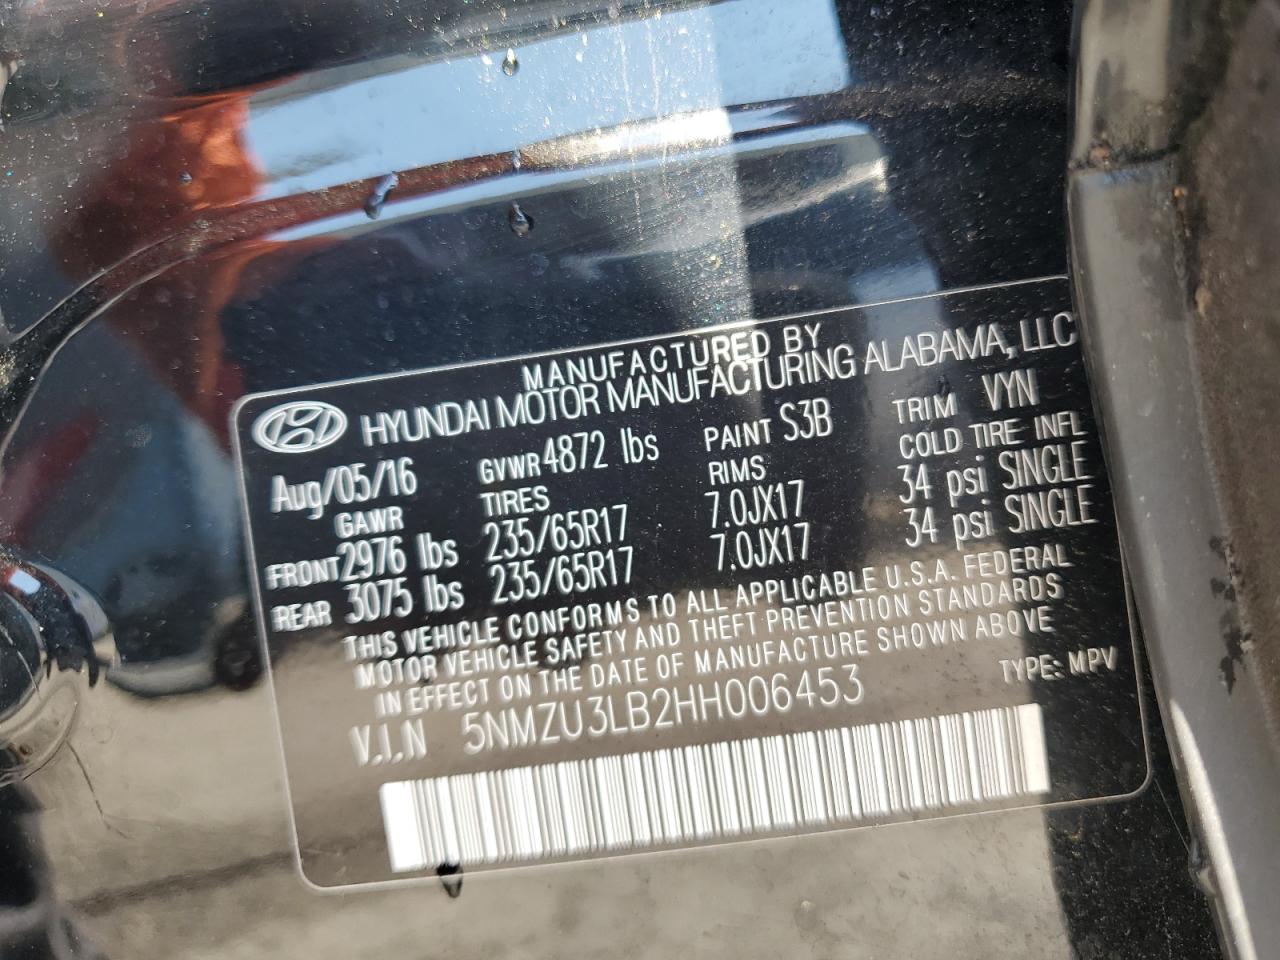 MANUFACTURED BY
HYUNDAI MOTOR MANUFACTURING ALABAMA, LLC
Aug/05/16 GVWR 4872 lbs PAINT S3B TRIM VYN
GAWR TIRES RIMS COLD TIRE INFL
FRONT 2976 lbs 235/65R17 7.0JX17 34 psi SINGLE
REAR 3075 lbs 235/65R17 7.0JX17 34 psi SINGLE
THIS VEHICLE CONFORMS TO ALL APPLICABLE U.S.A. FEDERAL
MOTOR VEHICLE SAFETY AND THEFT PREVENTION STANDARDS
IN EFFECT ON THE DATE OF MANUFACTURE SHOWN ABOVE
V.I.N 5NMZU3LB2HH006453 TYPE: MPV